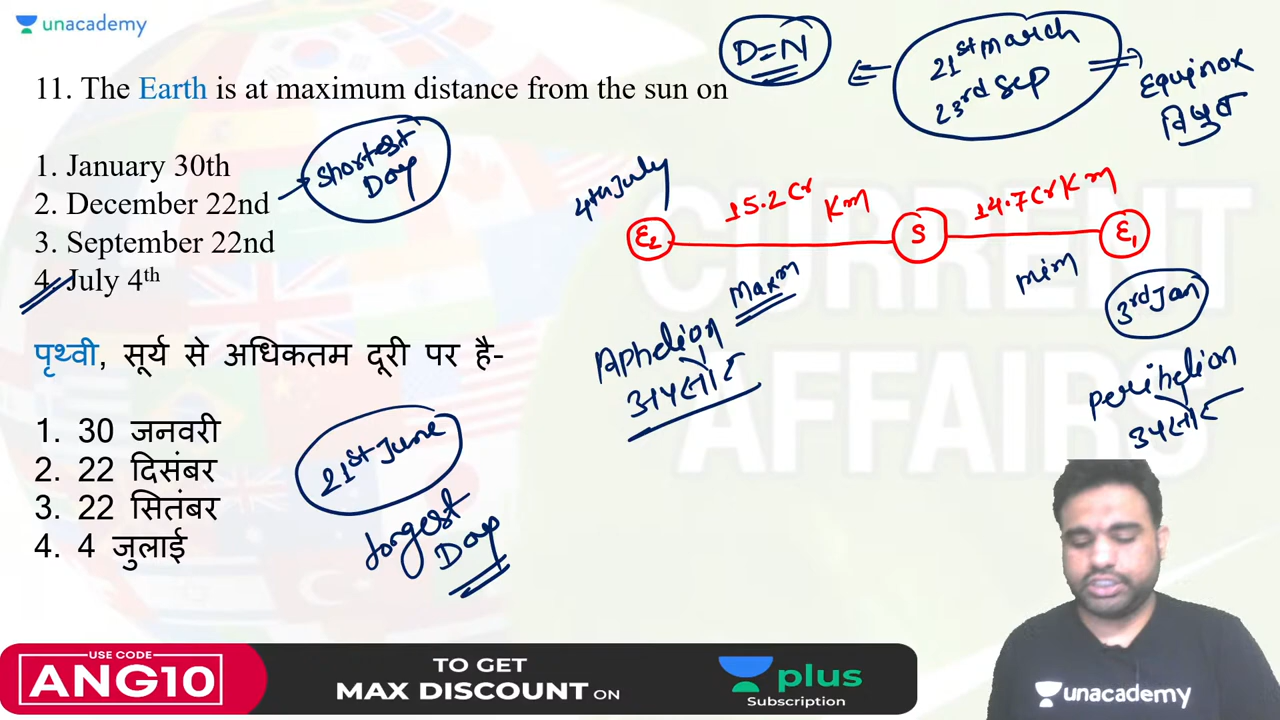 unacademy
11. The Earth is at maximum distance from the sun on
1. January 30th
2. December 22nd
3. September 22nd
4. July 4th
Shortest
Day
D=N
21st march
23rd Sep
Equinox
विषुव
4th July
15.2 Cr
Km
14.7 Cr Km
E2
S
E1
Maxm
mim
3rd Jan
Aphelion
अपसौर
Perihelion
उपसौर
पृथ्वी, सूर्य से अधिकतम दूरी पर है-
1. 30 जनवरी
2. 22 दिसंबर
3. 22 सितंबर
4. 4 जुलाई
21st June
longest
Day
CURRENT
AFFAIRS
USE CODE
ANG10
TO GET
MAX DISCOUNT ON
plus
Subscription
unacademy